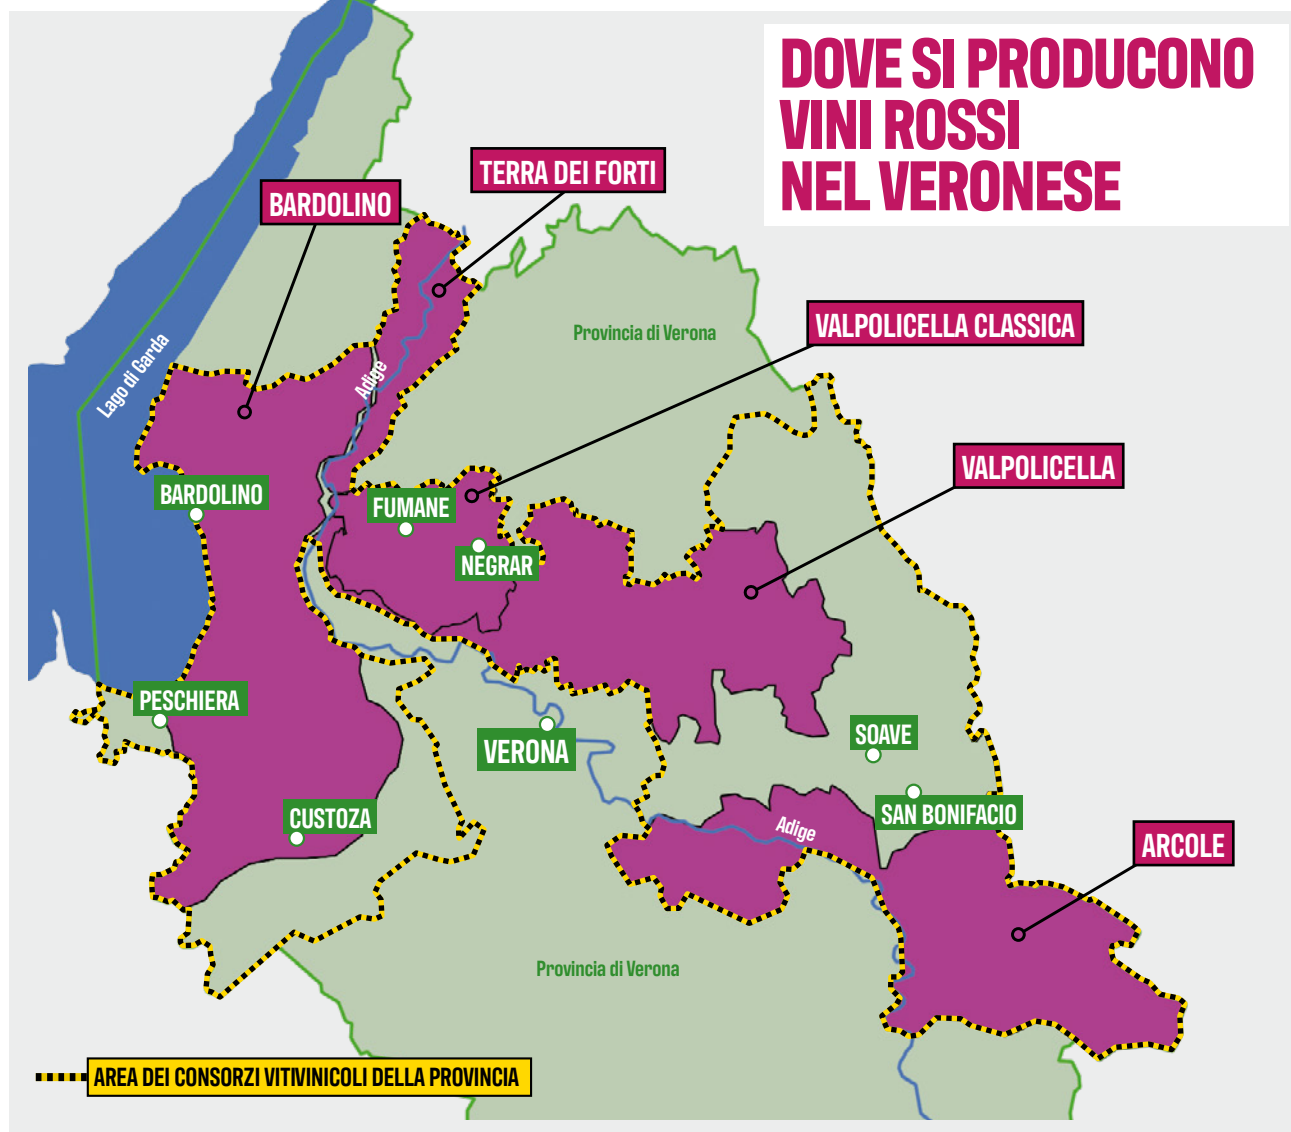 DOVE SI PRODUCONO
VINI ROSSI
NEL VERONESE
TERRA DEI FORTI
BARDOLINO
VALPOLICELLA CLASSICA
Provincia di Verona
Lago di Garda
Adige
VALPOLICELLA
BARDOLINO
FUMANE
NEGRAR
PESCHIERA
VERONA
SOAVE
CUSTOZA
SAN BONIFACIO
Adige
ARCOLE
Provincia di Verona
AREA DEI CONSORZI VITIVINICOLI DELLA PROVINCIA